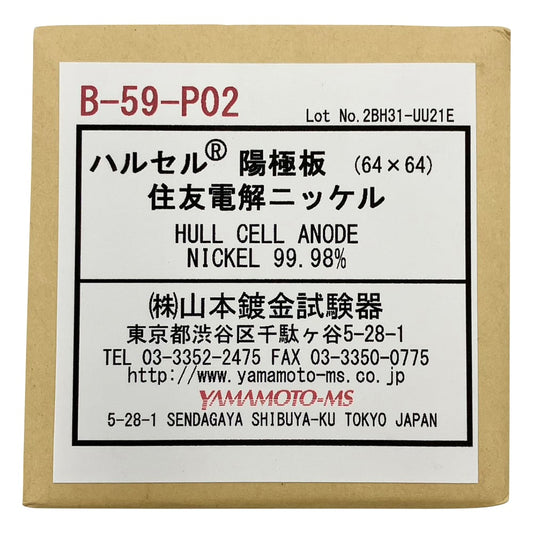 B-59-P02
Lot No.2BH31-UU21E
ハルセル® 陽極板 (64×64)
住友電解ニッケル
HULL CELL ANODE
NICKEL 99.98%
㈱山本鍍金試験器
東京都渋谷区千駄ヶ谷5-28-1
TEL 03-3352-2475 FAX 03-3350-0775
http://www.yamamoto-ms.co.jp
YAMAMOTO-MS
5-28-1 SENDAGAYA SHIBUYA-KU TOKYO JAPAN